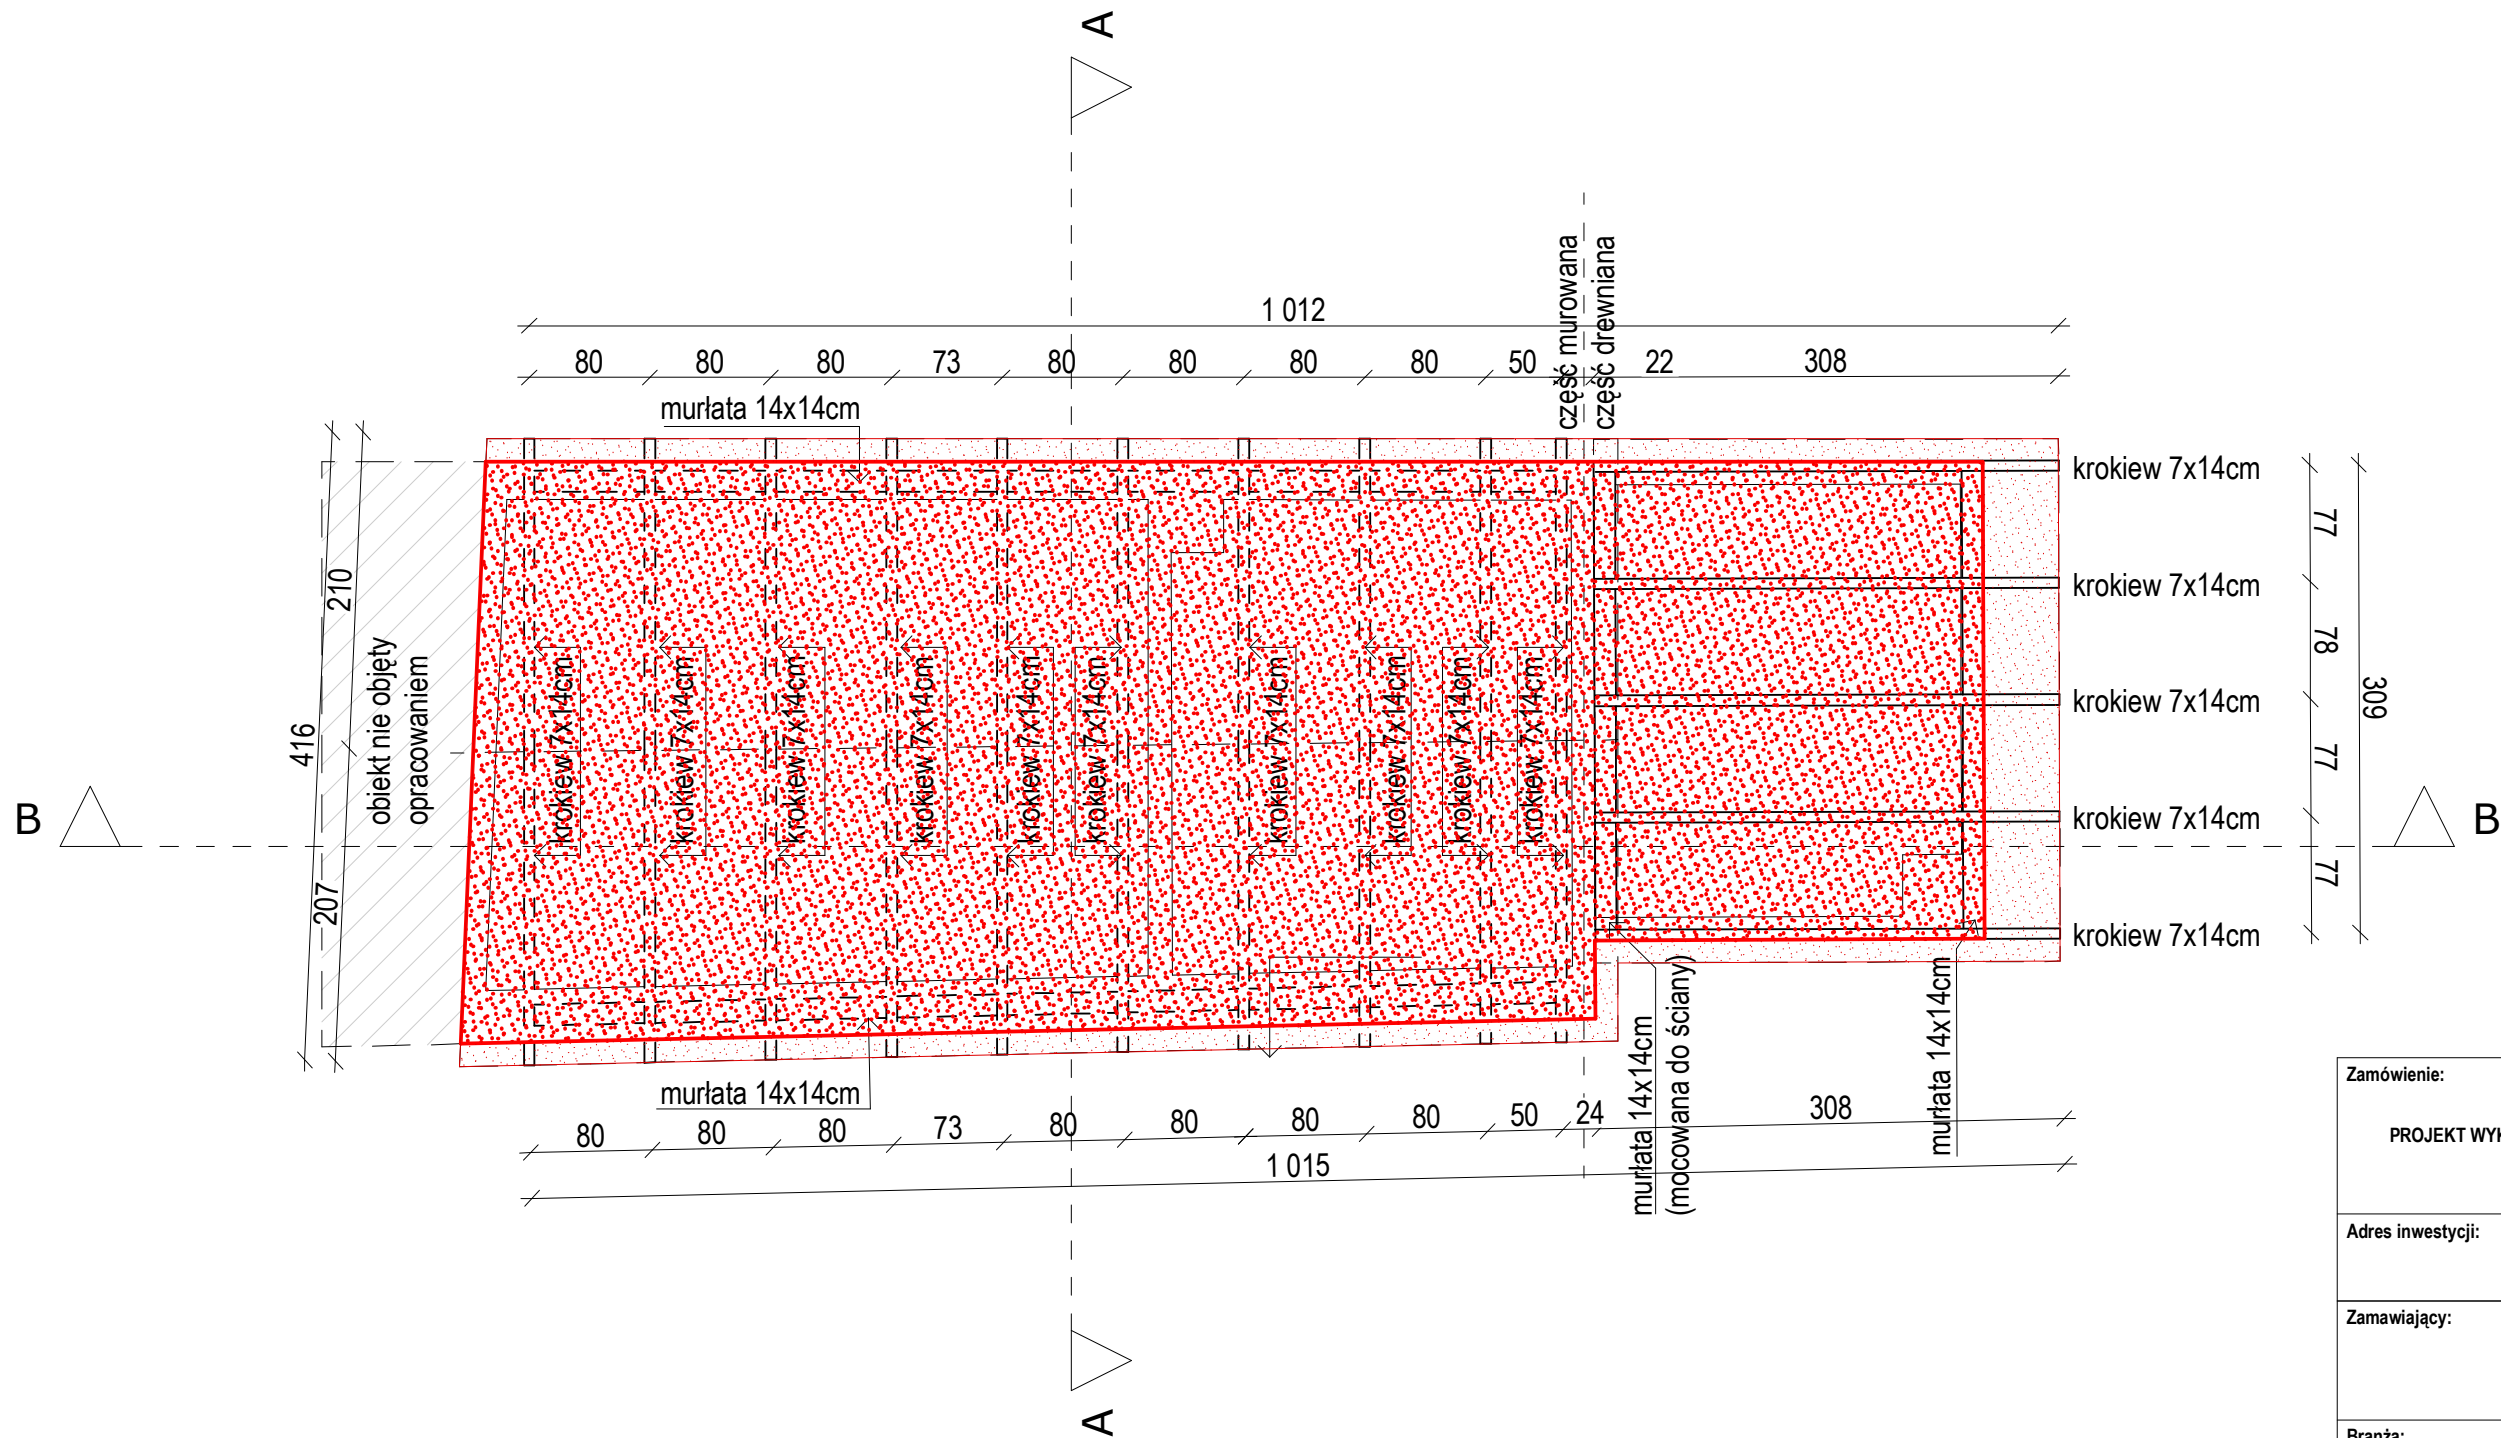 A
część murowana
część drewniana
1 012
80
80
80
73
80
80
80
80
50
22
308
murłata 14x14cm
krokiew 7x14cm
krokiew 7x14cm
krokiew 7x14cm
krokiew 7x14cm
krokiew 7x14cm
77
78
77
77
309
210
416
207
obiekt nie objęty
opracowaniem
krokiew 7x14cm
krokiew 7x14cm
krokiew 7x14cm
krokiew 7x14cm
krokiew 7x14cm
krokiew 7x14cm
krokiew 7x14cm
krokiew 7x14cm
krokiew 7x14cm
krokiew 7x14cm
B
B
murłata 14x14cm
murłata 14x14cm
(mocowana do ściany)
murłata 14x14cm
80
80
80
73
80
80
80
80
50
24
308
1 015
A
Zamówienie:
PROJEKT WY
Adres inwestycji:
Zamawiający:
Branża: